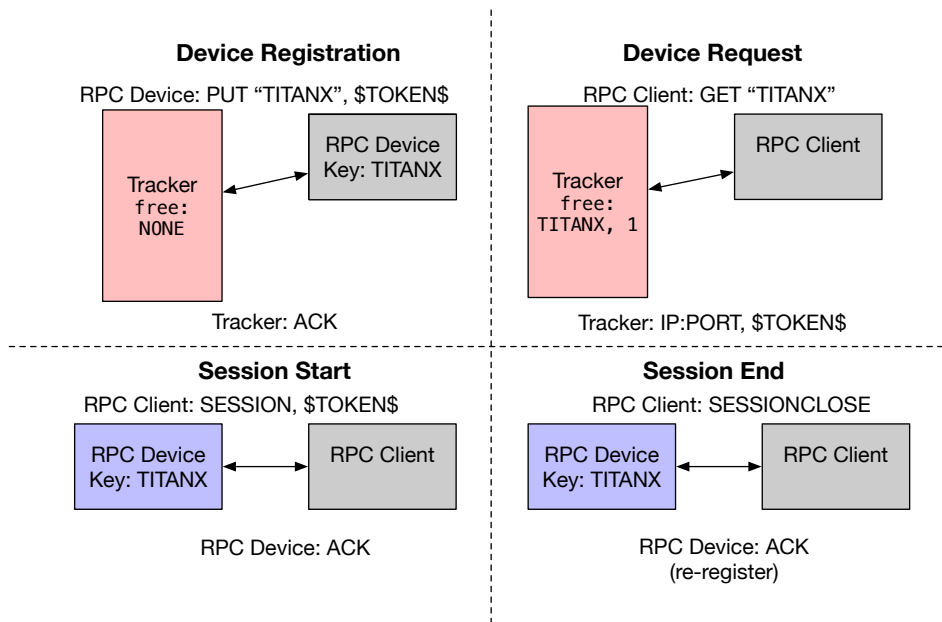 Device Registration
RPC Device: PUT “TITANX”, $TOKEN$
Tracker
free:
NONE
RPC Device
Key: TITANX
Tracker: ACK
Device Request
RPC Client: GET “TITANX”
Tracker
free:
TITANX, 1
RPC Client
Tracker: IP:PORT, $TOKEN$
Session Start
RPC Client: SESSION, $TOKEN$
RPC Device
Key: TITANX
RPC Client
RPC Device: ACK
Session End
RPC Client: SESSIONCLOSE
RPC Device
Key: TITANX
RPC Client
RPC Device: ACK
(re-register)